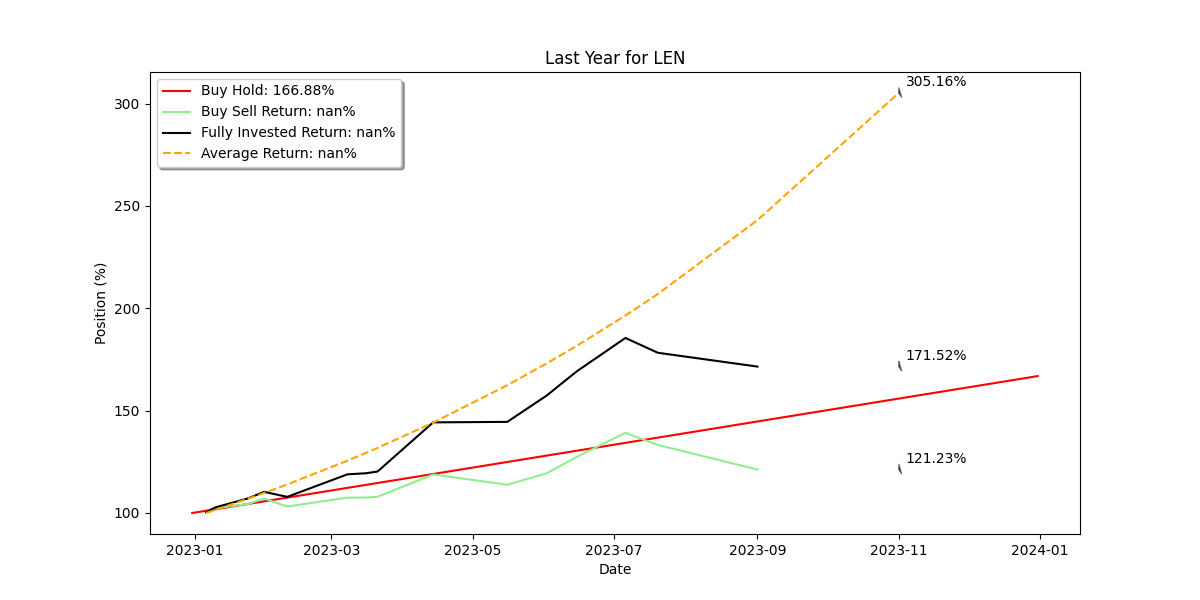 Last Year for LEN
Buy Hold: 166.88%
Buy Sell Return: nan%
Fully Invested Return: nan%
Average Return: nan%
305.16%
171.52%
121.23%
Position (%)
300
250
200
150
100
2023-01 2023-03 2023-05 2023-07 2023-09 2023-11 2024-01
Date